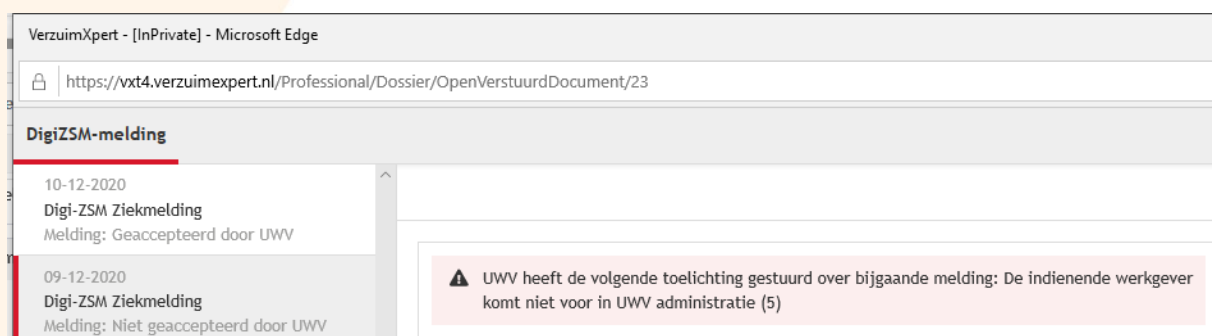 VerzuimXpert - [InPrivate] - Microsoft Edge
https://vxt4.verzuimexpert.nl/Professional/Dossier/OpenVerstuurdDocument/23
DigiZSM-melding
10-12-2020
Digi-ZSM Ziekmelding
Melding: Geaccepteerd door UWV
09-12-2020
Digi-ZSM Ziekmelding
Melding: Niet geaccepteerd door UWV
UWV heeft de volgende toelichting gestuurd over bijgaande melding: De indienende werkgever
komt niet voor in UWV administratie (5)